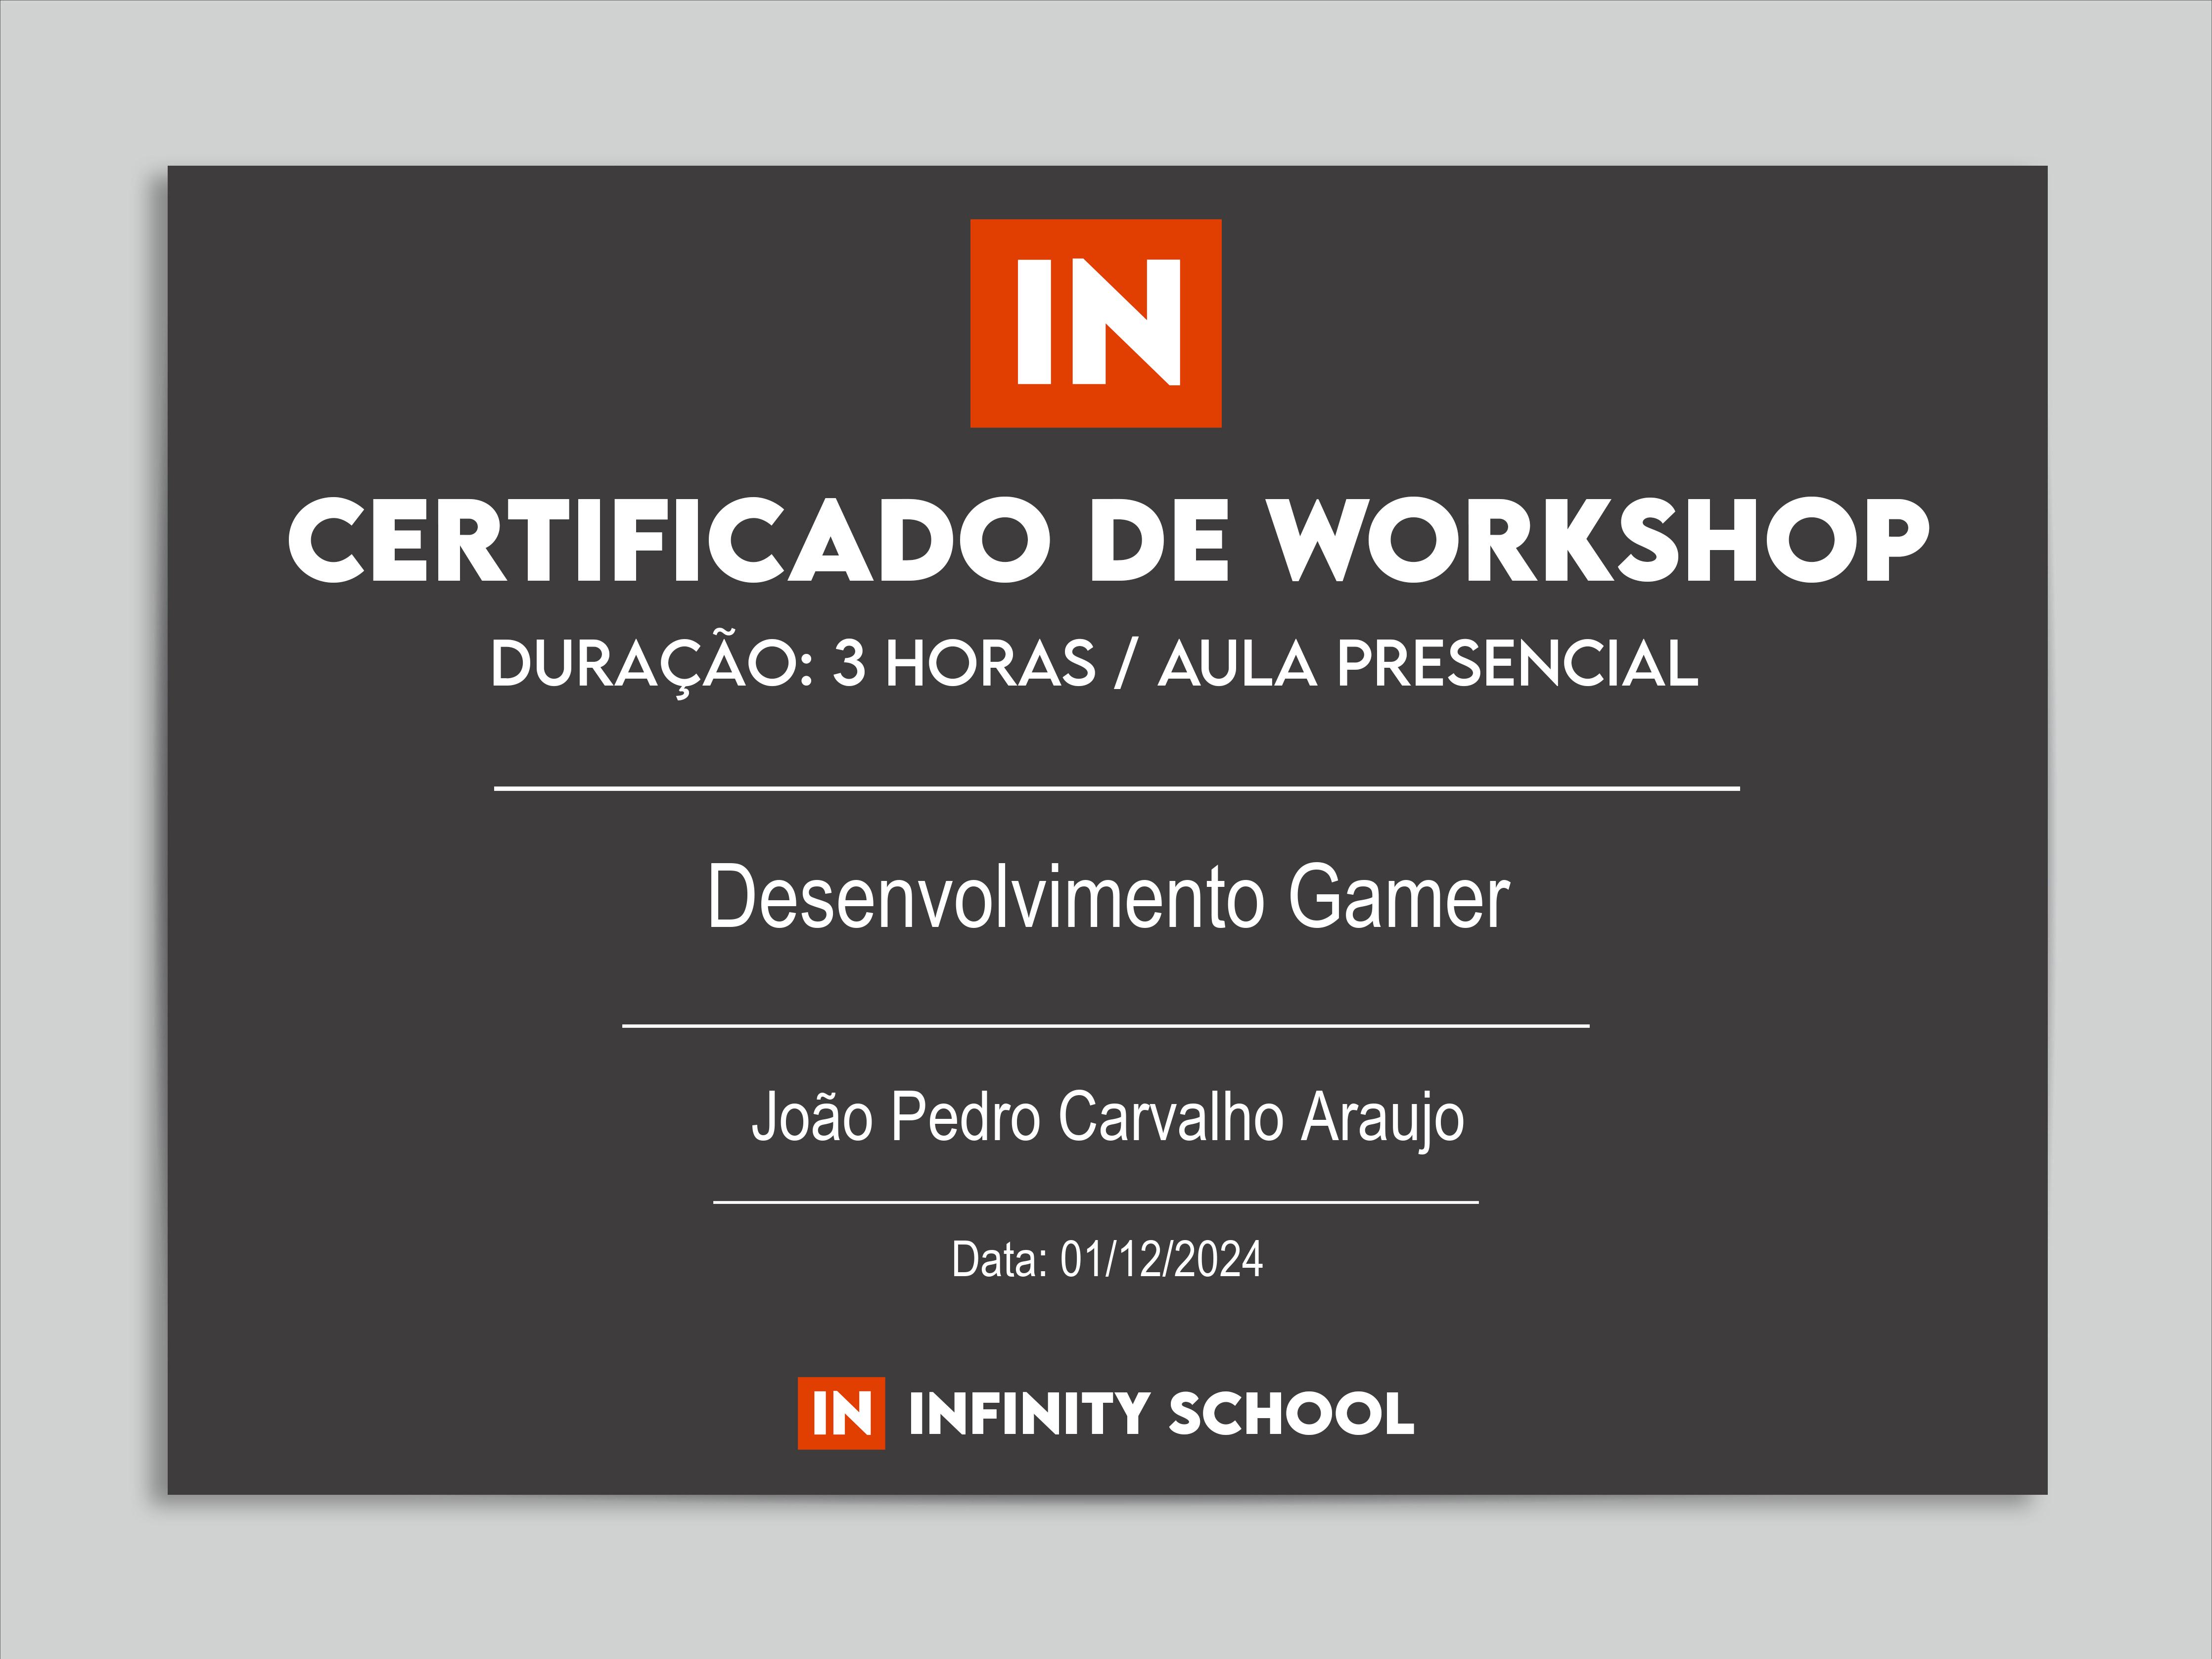 IN
CERTIFICADO DE WORKSHOP
DURAÇÃO: 3 HORAS / AULA PRESENCIAL
Desenvolvimento Gamer
João Pedro Carvalho Araujo
Data: 01/12/2024
IN INFINITY SCHOOL